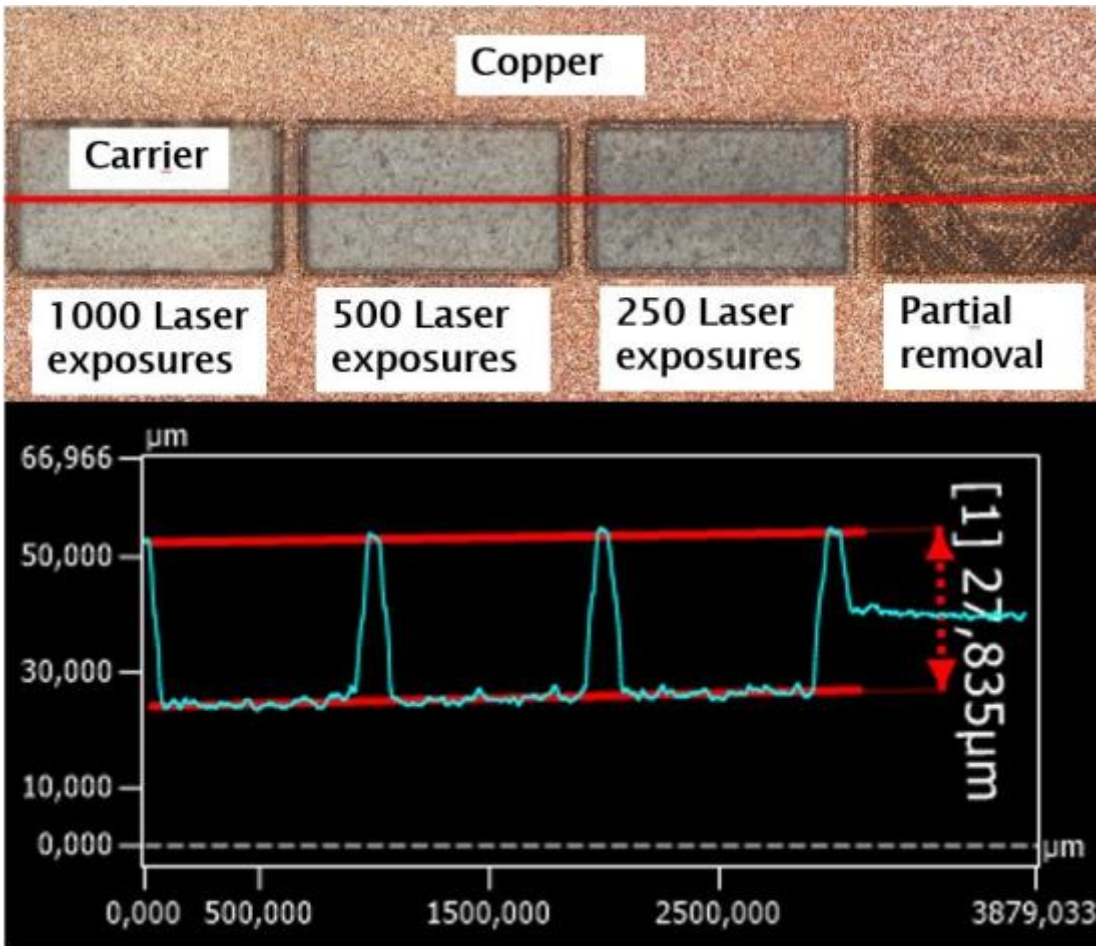 Copper
Carrier
1000 Laser
exposures
500 Laser
exposures
250 Laser
exposures
Partial
removal
µm
66,966
50,000
30,000
10,000
0,000
[1] 27,835µm
µm
0,000
500,000
1500,000
2500,000
3879,033